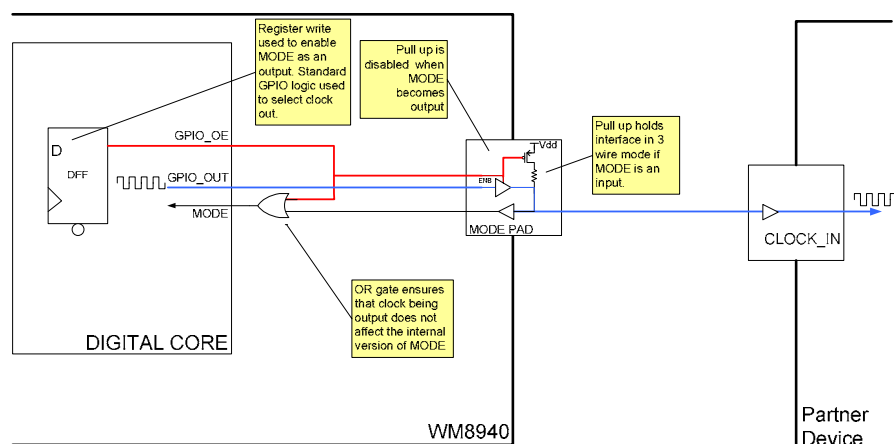 Register write
used to enable
MODE as an
output. Standard
GPIO logic used
to select clock
out.
Pull up is
disabled when
MODE
becomes
output
Pull up holds
interface in 3
wire mode if
MODE is an
input.
Vdd
D
DFF
GPIO_OE
GPIO_OUT
MODE
ENB
MODE PAD
CLOCK_IN
OR gate ensures
that clock being
output does not
affect the internal
version of MODE
DIGITAL CORE
WM8940
Partner
Device